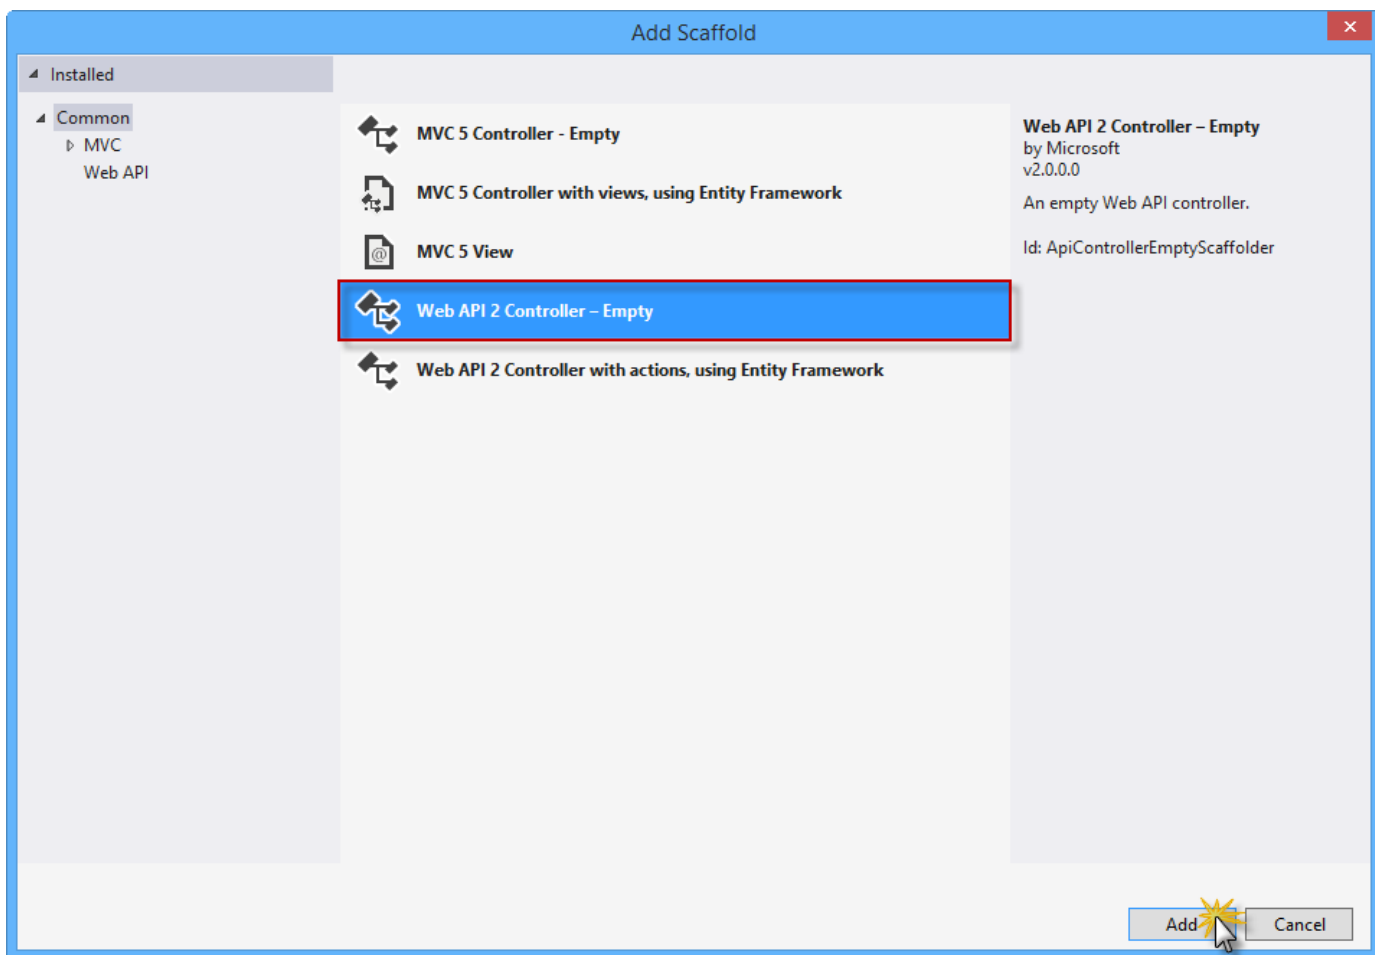 Add Scaffold
Installed
Common
MVC
Web API
MVC 5 Controller - Empty
MVC 5 Controller with views, using Entity Framework
MVC 5 View
Web API 2 Controller – Empty
Web API 2 Controller with actions, using Entity Framework
Web API 2 Controller – Empty
by Microsoft
v2.0.0.0
An empty Web API controller.
Id: ApiControllerEmptyScaffolder
Add
Cancel